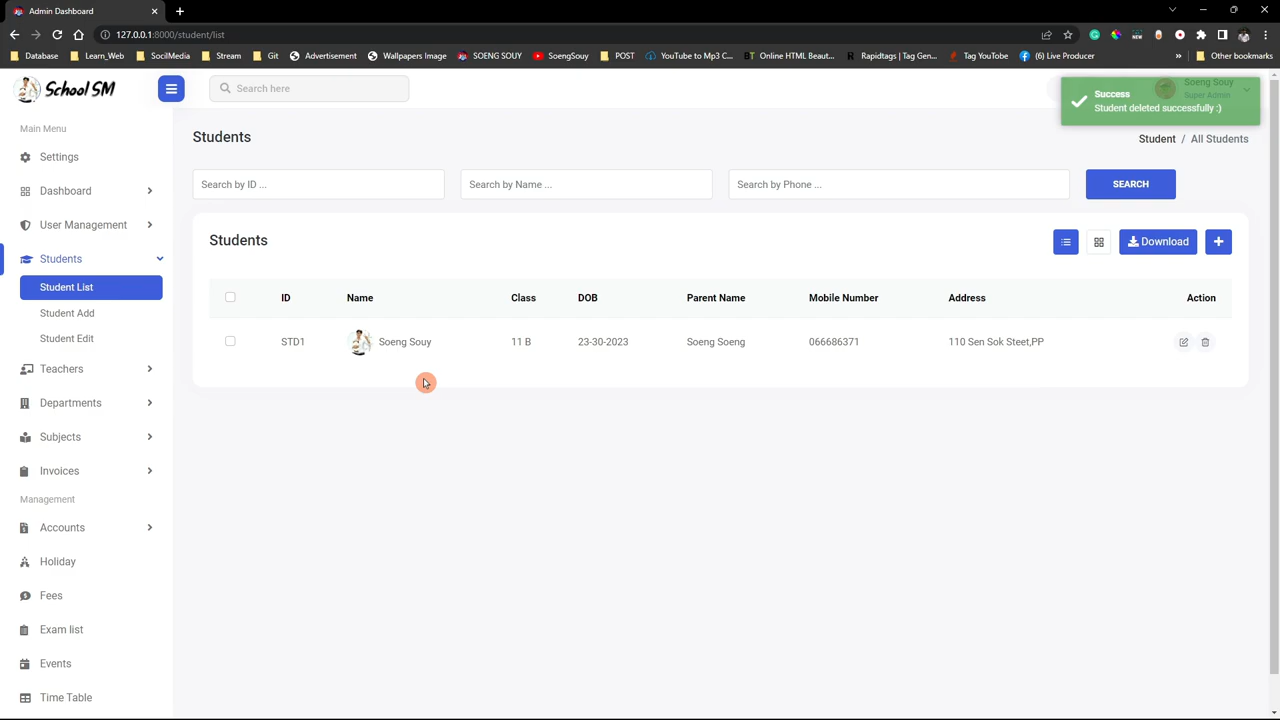 Admin Dashboard
127.0.0.1:8000/student/list
Database
Learn_Web
SocilMedia
Stream
Git
Advertisement
Wallpapers Image
SOENG SOUY
SoengSouy
POST
YouTube to Mp3 C...
Online HTML Beaut...
Rapidtags | Tag Gen...
Tag YouTube
(6) Live Producer
»
Other bookmarks
School SM
Search here
Soeng Souy
Super Admin
Success
Student deleted successfully :)
Main Menu
Settings
Dashboard
User Management
Students
Student List
Student Add
Student Edit
Teachers
Departments
Subjects
Invoices
Management
Accounts
Holiday
Fees
Exam list
Events
Time Table
Students
Student / All Students
Search by ID ...
Search by Name ...
Search by Phone ...
SEARCH
Students
Download
ID Name Class DOB Parent Name Mobile Number Address Action
STD1 Soeng Souy 11 B 23-30-2023 Soeng Soeng 066686371 110 Sen Sok Steet,PP